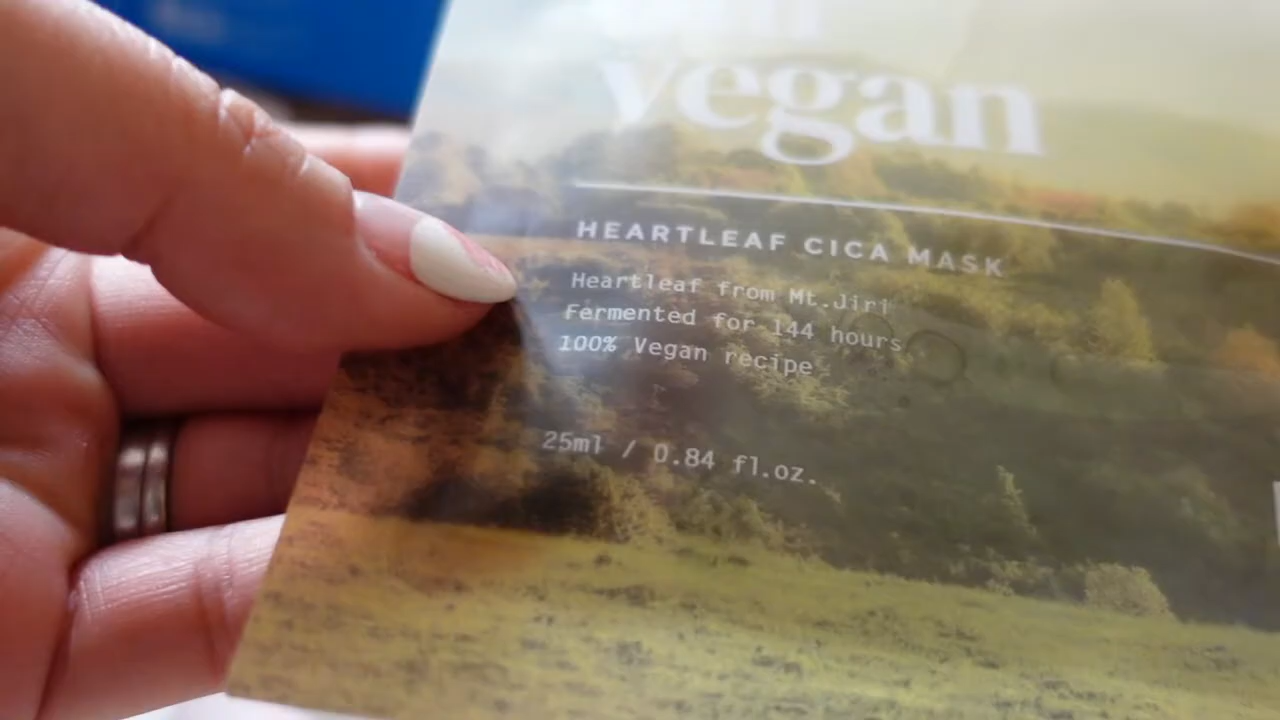 vegan
HEARTLEAF CICA MASK
Heartleaf from Mt.Jiri
Fermented for 144 hours
100% Vegan recipe
25ml / 0.84 fl.oz.